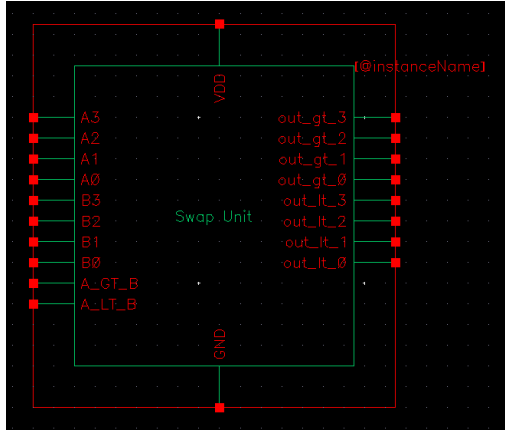 VDD
[@instanceName]
A3
A2
A1
A0
B3
B2
B1
B0
A_GT_B
A_LT_B
Swap Unit
out_gt_3
out_gt_2
out_gt_1
out_gt_0
out_lt_3
out_lt_2
out_lt_1
out_lt_0
GND